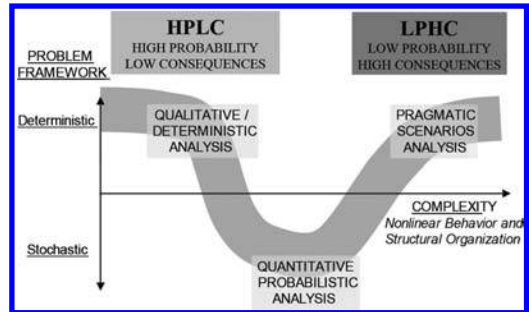 HPLC
HIGH PROBABILITY
LOW CONSEQUENCES
LPHC
LOW PROBABILITY
HIGH CONSEQUENCES
PROBLEM
FRAMEWORK
Deterministic
QUALITATIVE /
DETERMINISTIC
ANALYSIS
PRAGMATIC
SCENARIOS
ANALYSIS
COMPLEXITY
Nonlinear Behavior and
Structural Organization
Stochastic
QUANTITATIVE
PROBABILISTIC
ANALYSIS